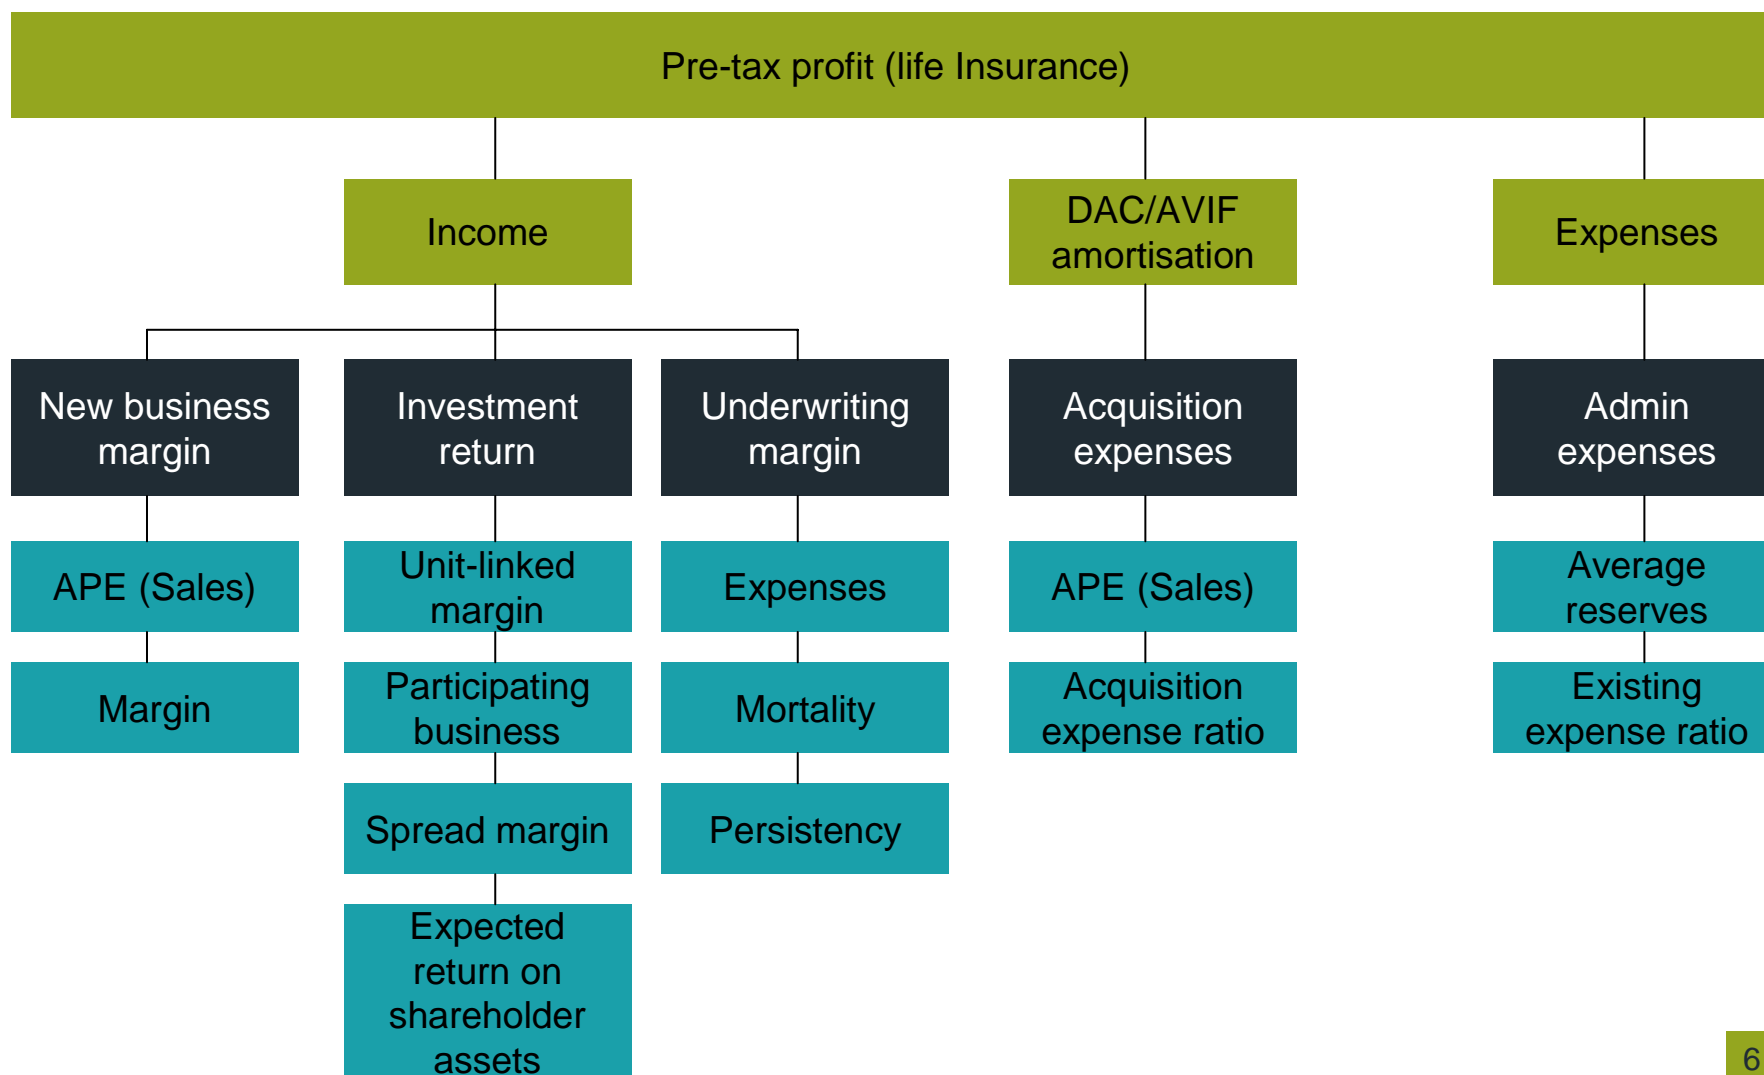 Pre-tax profit (life Insurance)
Income
DAC/AVIF
amortisation
Expenses
New business
margin
Investment
return
Underwriting
margin
Acquisition
expenses
Admin
expenses
APE (Sales)
Unit-linked
margin
Expenses
APE (Sales)
Average
reserves
Margin
Participating
business
Mortality
Acquisition
expense ratio
Existing
expense ratio
Spread margin
Persistency
Expected
return on
shareholder
assets
6